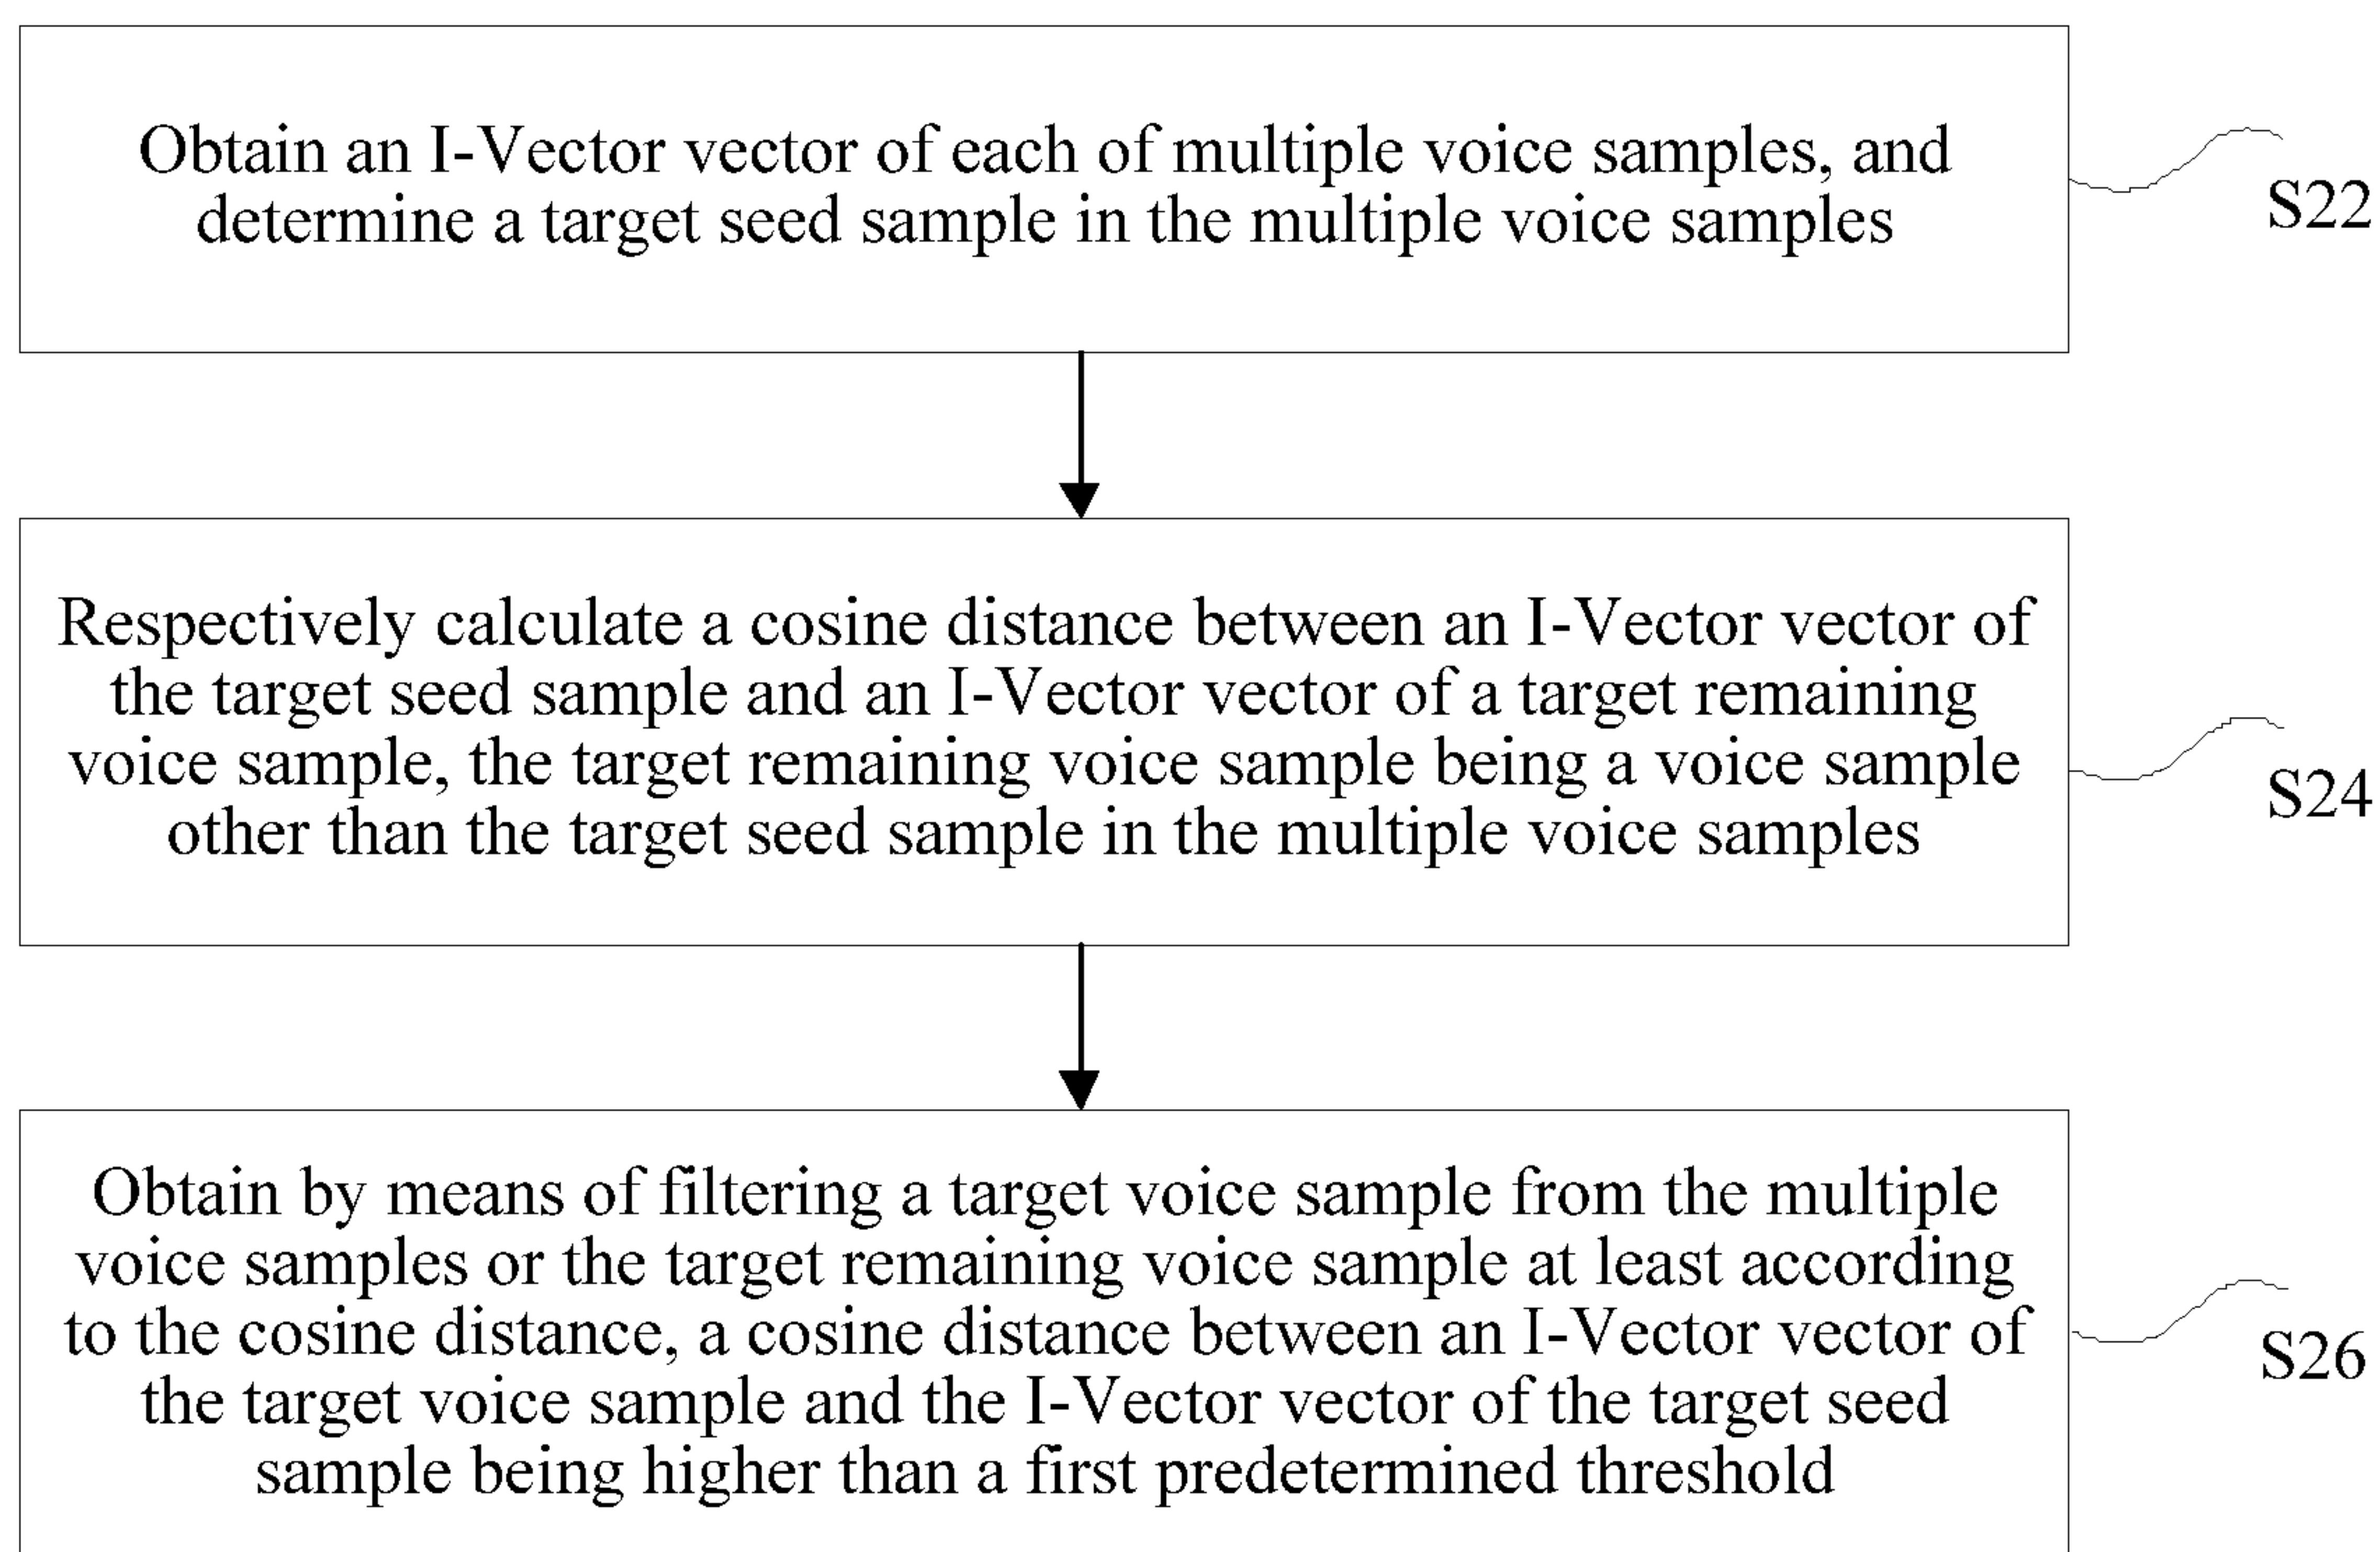 Obtain an I-Vector vector of each of multiple voice samples, and
determine a target seed sample in the multiple voice samples
S22
Respectively calculate a cosine distance between an I-Vector vector of
the target seed sample and an I-Vector vector of a target remaining
voice sample, the target remaining voice sample being a voice sample
other than the target seed sample in the multiple voice samples
S24
Obtain by means of filtering a target voice sample from the multiple
voice samples or the target remaining voice sample at least according
to the cosine distance, a cosine distance between an I-Vector vector of
the target voice sample and the I-Vector vector of the target seed
sample being higher than a first predetermined threshold
S26